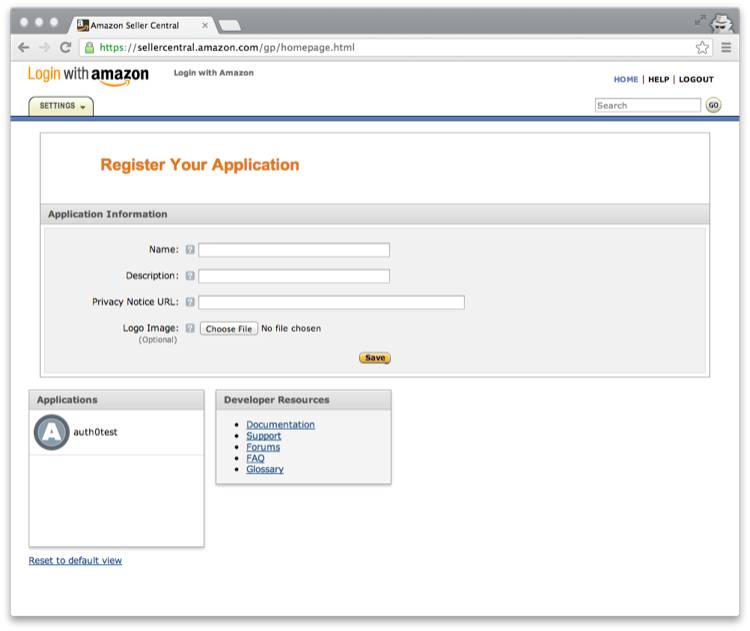 Amazon Seller Central
https://sellercentral.amazon.com/gp/homepage.html
Login with amazon
Login with Amazon
HOME | HELP | LOGOUT
SETTINGS
Search
GO
Register Your Application
Application Information
Name: ?
Description: ?
Privacy Notice URL: ?
Logo Image: ? Choose File No file chosen
(Optional)
Save
Applications
A auth0test
Developer Resources
Documentation
Support
Forums
FAQ
Glossary
Reset to default view